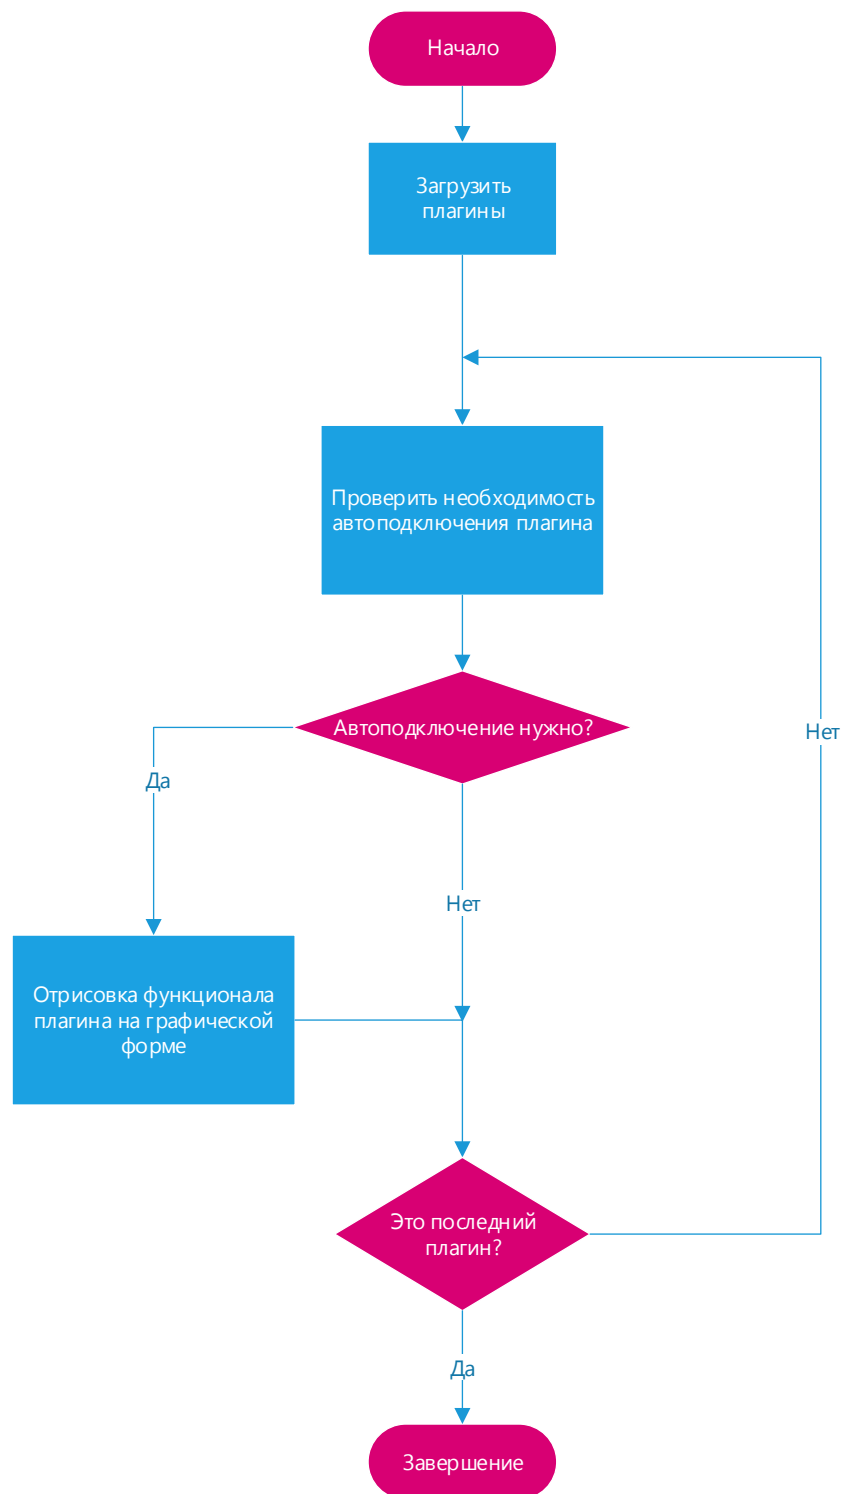 Начало
Загрузить
плагины
Проверить необходимость
автоподключения плагина
Автоподключение нужно?
Да
Нет
Нет
Отрисовка функционала
плагина на графической
форме
Это последний
плагин?
Да
Завершение